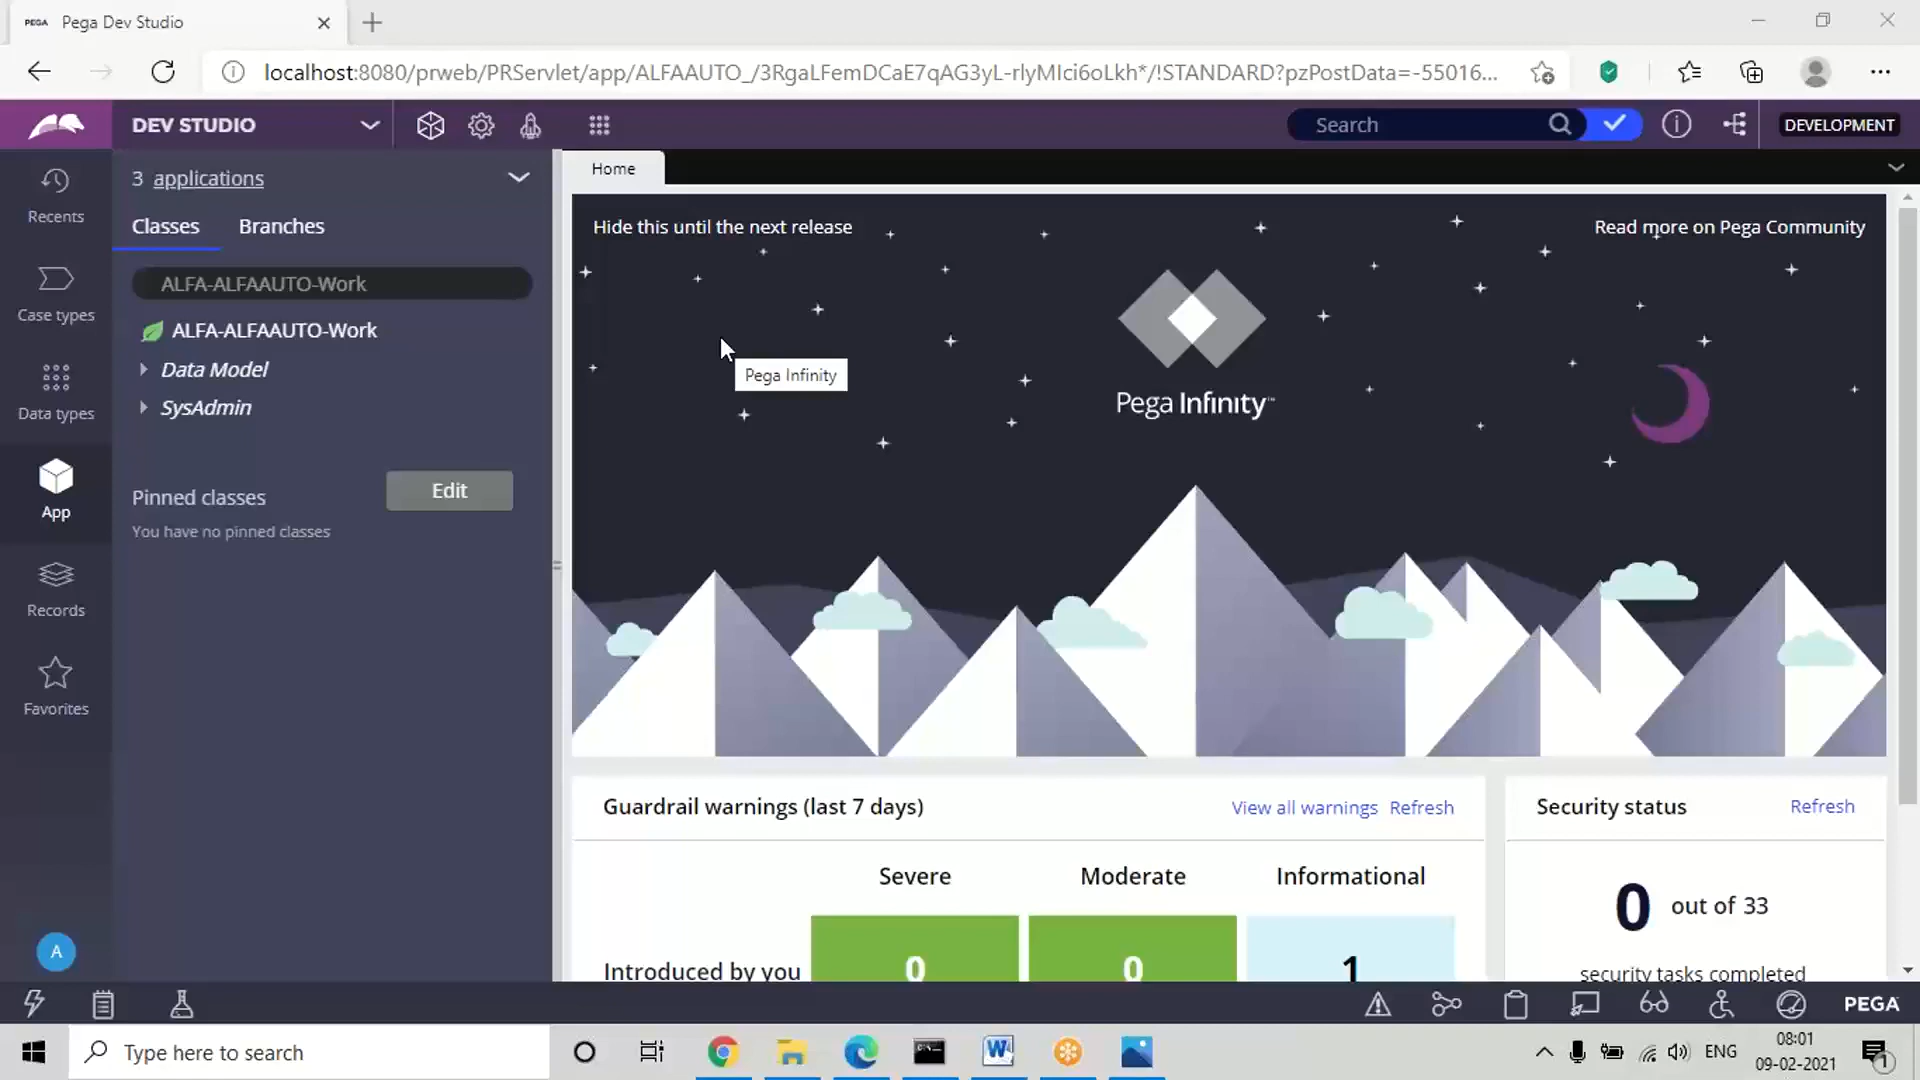 PEGA Pega Dev Studio
localhost:8080/prweb/PRServlet/app/ALFAAUTO_/3RgaLFemDCaE7qAG3yL-rlyMIci6oLkh*/!STANDARD?pzPostData=-55016...
DEV STUDIO
Search
DEVELOPMENT
Recents
Case types
Data types
App
Records
Favorites
A
3 applications
Classes Branches
ALFA-ALFAAUTO-Work
ALFA-ALFAAUTO-Work
Data Model
SysAdmin
Pinned classes
Edit
You have no pinned classes
Home
Hide this until the next release
Read more on Pega Community
Pega Infinity
Pega Infinity™
Guardrail warnings (last 7 days)
View all warnings Refresh
Severe Moderate Informational
Introduced by you 0 0 1
Security status Refresh
0 out of 33
security tasks completed
PEGA
Type here to search
W
ENG
08:01
09-02-2021
1